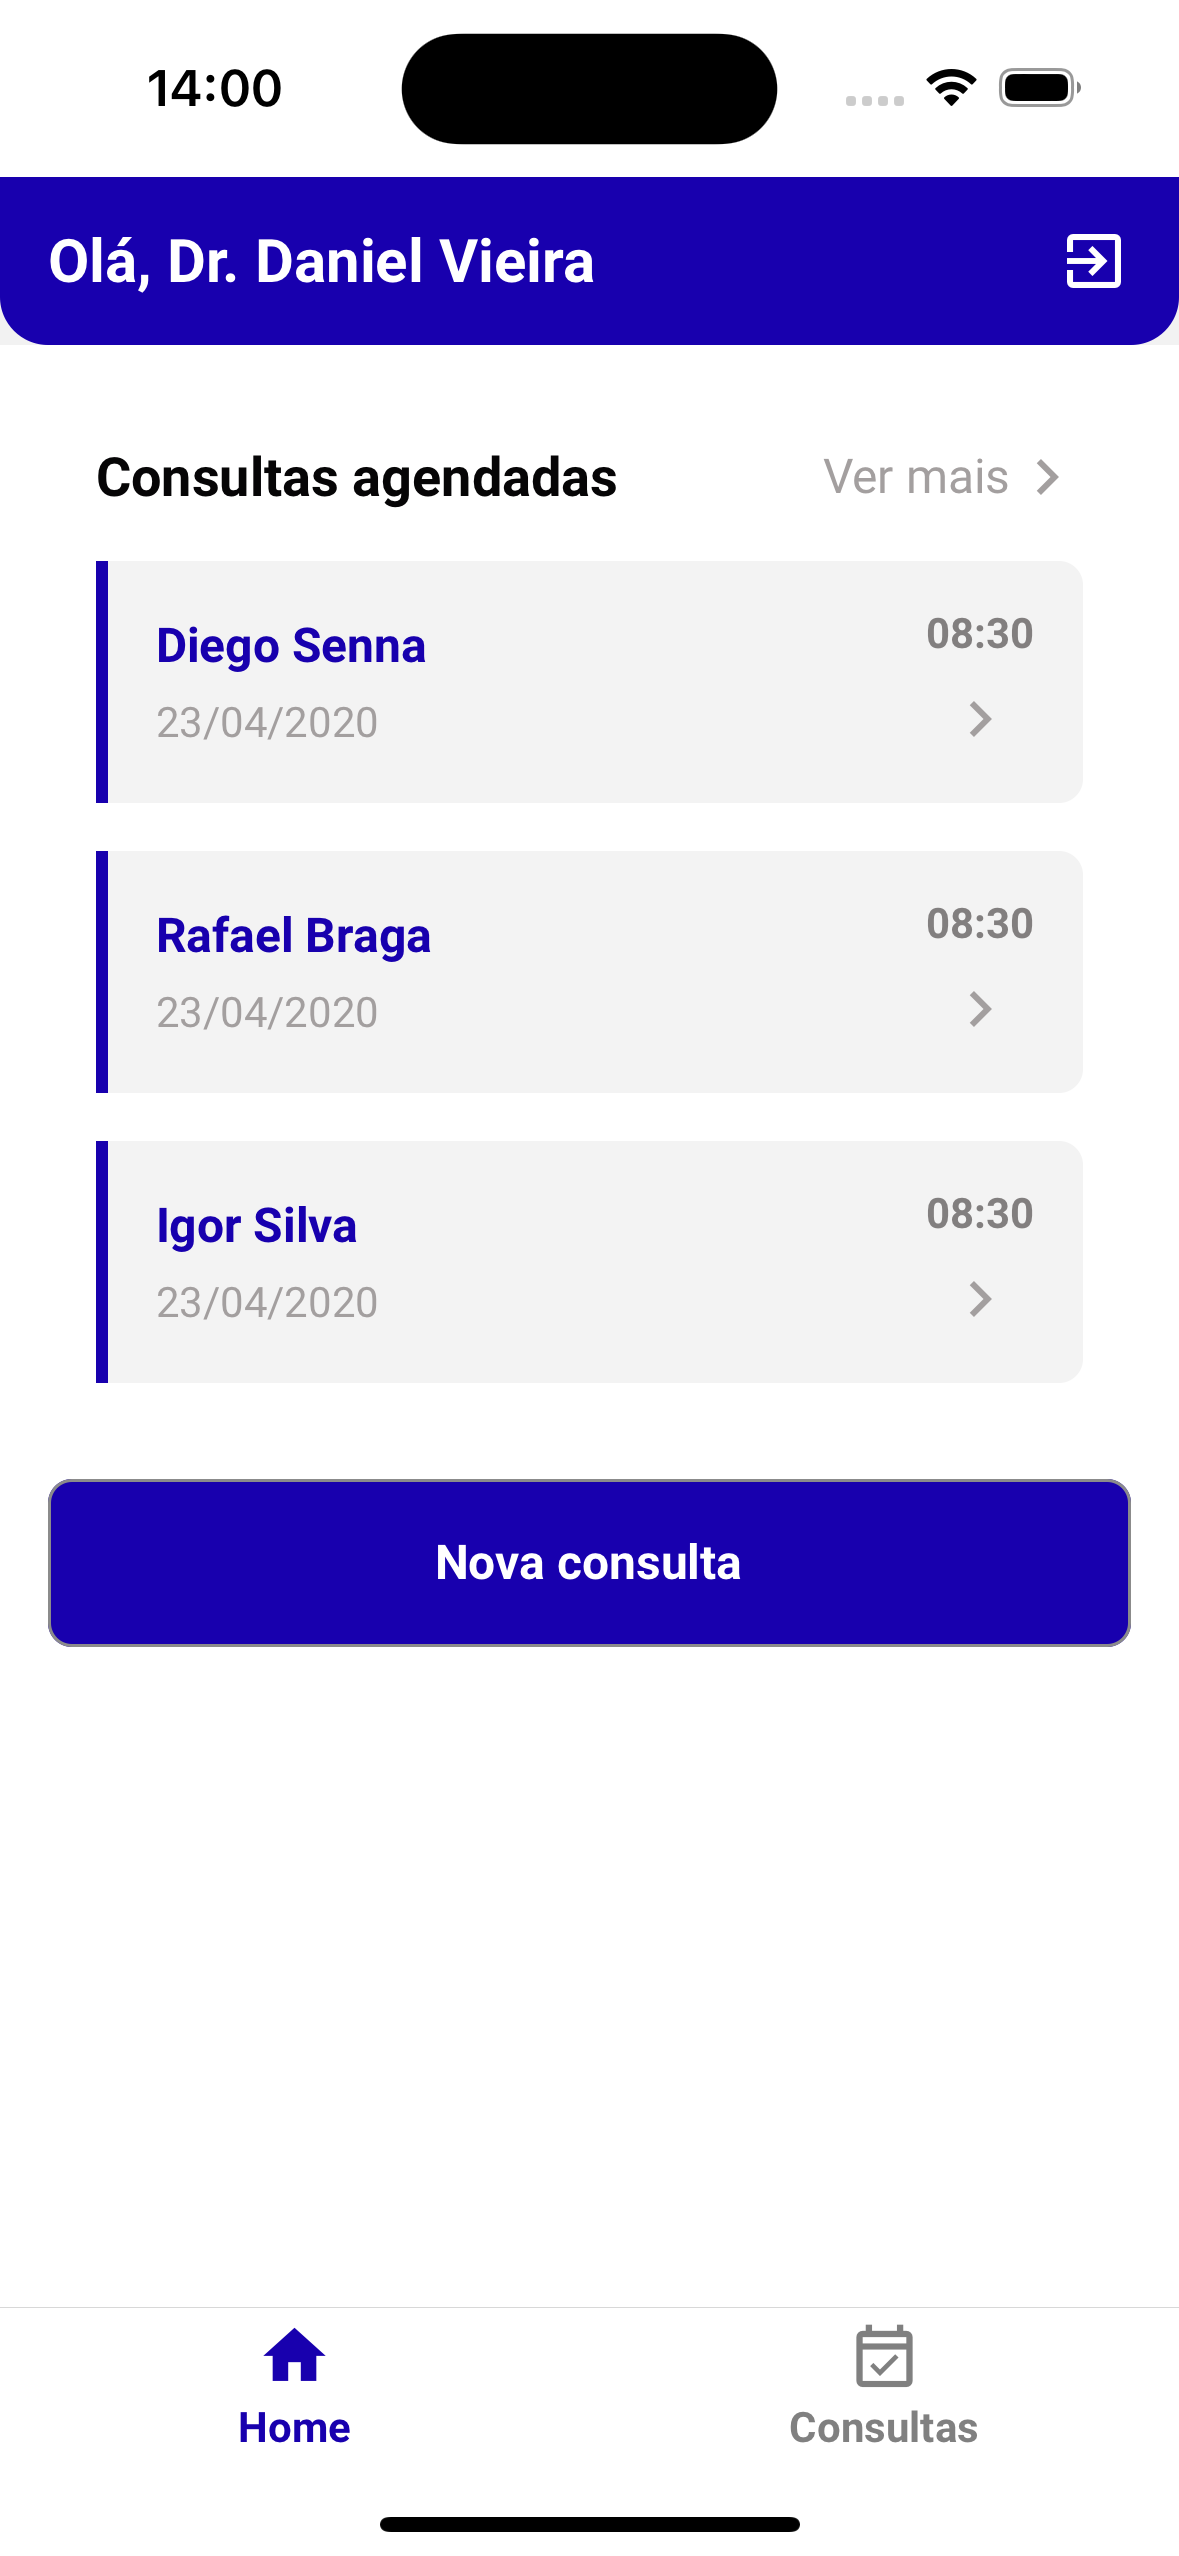 14:00
Olá, Dr. Daniel Vieira
Consultas agendadas
Ver mais
Diego Senna
08:30
23/04/2020
Rafael Braga
08:30
23/04/2020
Igor Silva
08:30
23/04/2020
Nova consulta
Home
Consultas